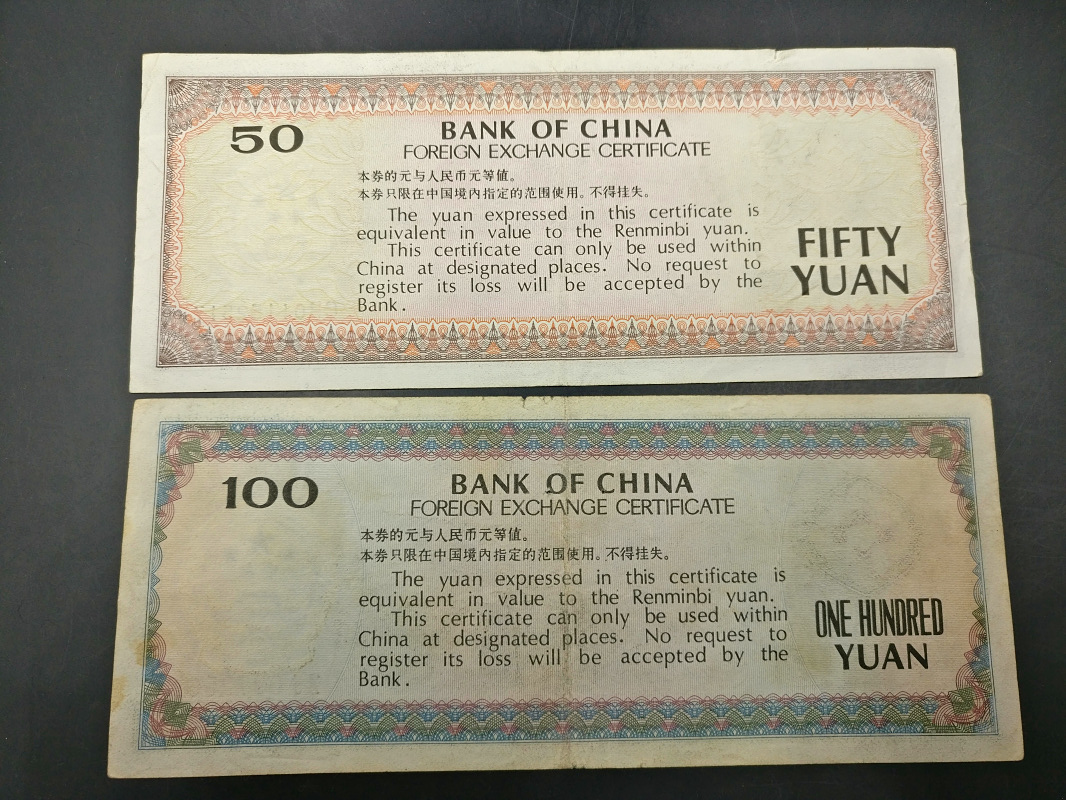 50
BANK OF CHINA
FOREIGN EXCHANGE CERTIFICATE
本券的元与人民币元等值。
本券只限在中国境内指定的范围使用。不得挂失。
The yuan expressed in this certificate is
equivalent in value to the Renminbi yuan.
This certificate can only be used within
China at designated places. No request to
register its loss will be accepted by the
Bank.
FIFTY
YUAN
100
BANK OF CHINA
FOREIGN EXCHANGE CERTIFICATE
本券的元与人民币元等值。
本券只限在中国境内指定的范围使用。不得挂失。
The yuan expressed in this certificate is
equivalent in value to the Renminbi yuan.
This certificate can only be used within
China at designated places. No request to
register its loss will be accepted by the
Bank.
ONE HUNDRED
YUAN